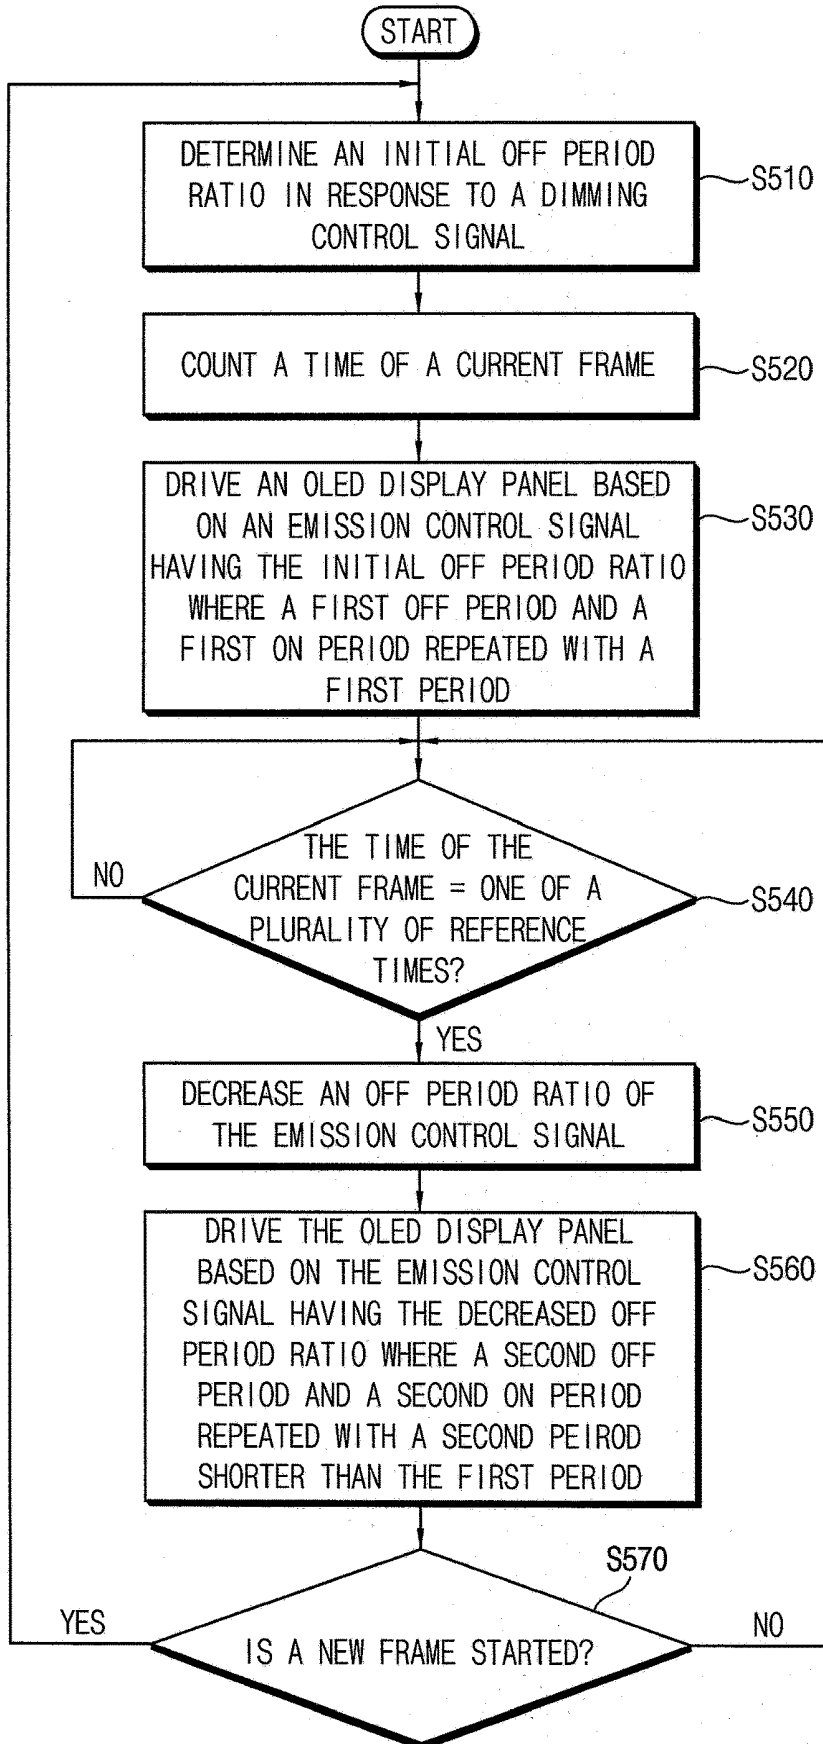 START
DETERMINE AN INITIAL OFF PERIOD
RATIO IN RESPONSE TO A DIMMING
CONTROL SIGNAL
S510
COUNT A TIME OF A CURRENT FRAME
S520
DRIVE AN OLED DISPLAY PANEL BASED
ON AN EMISSION CONTROL SIGNAL
HAVING THE INITIAL OFF PERIOD RATIO
WHERE A FIRST OFF PERIOD AND A
FIRST ON PERIOD REPEATED WITH A
FIRST PERIOD
S530
THE TIME OF THE
CURRENT FRAME = ONE OF A
PLURALITY OF REFERENCE
TIMES?
NO
S540
YES
DECREASE AN OFF PERIOD RATIO OF
THE EMISSION CONTROL SIGNAL
S550
DRIVE THE OLED DISPLAY PANEL
BASED ON THE EMISSION CONTROL
SIGNAL HAVING THE DECREASED OFF
PERIOD RATIO WHERE A SECOND OFF
PERIOD AND A SECOND ON PERIOD
REPEATED WITH A SECOND PEIROD
SHORTER THAN THE FIRST PERIOD
S560
S570
YES
IS A NEW FRAME STARTED?
NO